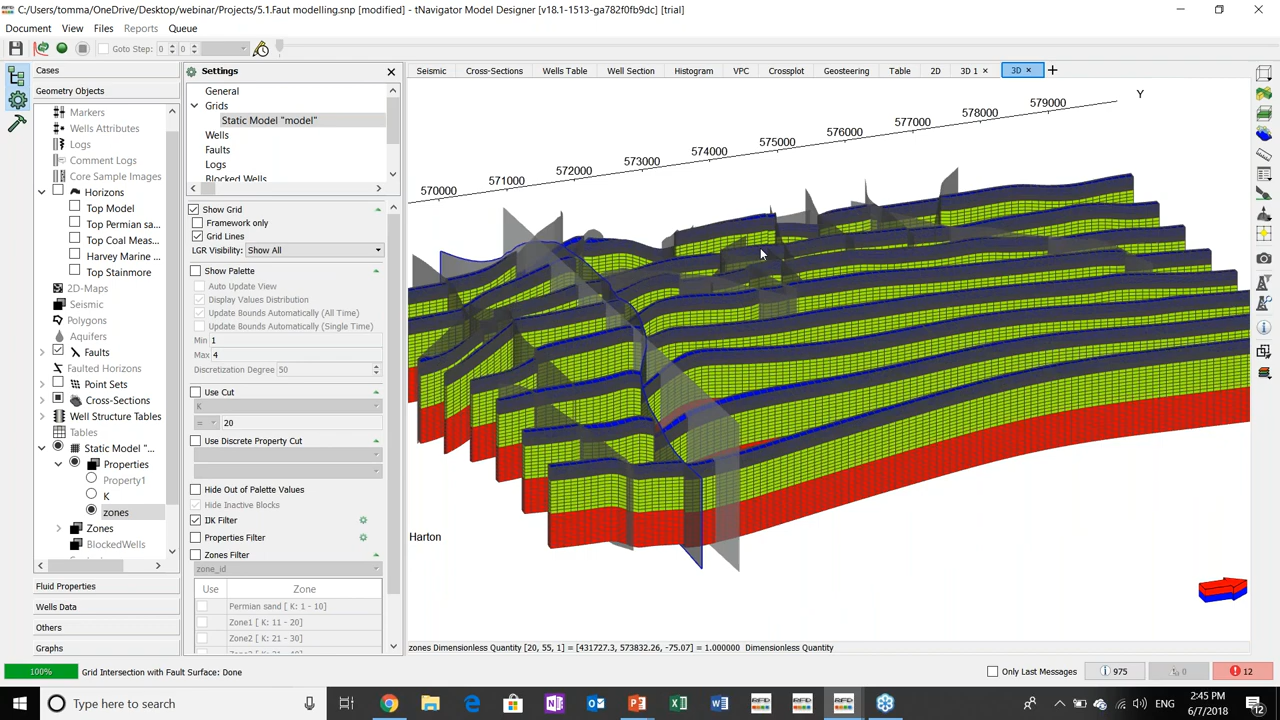 C:/Users/tomma/OneDrive/Desktop/webinar/Projects/5.1.Faut modelling.snp [modified] - tNavigator Model Designer [v18.1-1513-ga782f0fb9dc] [trial]
Document View Files Reports Queue
Goto Step: 0 0
Cases
Geometry Objects
Markers
Wells Attributes
Logs
Comment Logs
Core Sample Images
Horizons
Top Model
Top Permian sa...
Top Coal Meas...
Harvey Marine ...
Top Stainmore
2D-Maps
Seismic
Polygons
Aquifers
Faults
Faulted Horizons
Point Sets
Cross-Sections
Well Structure Tables
Tables
Static Model "...
Properties
Property1
K
zones
Zones
BlockedWells
Fluid Properties
Wells Data
Others
Graphs
Settings
General
Grids
Static Model "model"
Wells
Faults
Logs
Blocked Wells
Show Grid
Framework only
Grid Lines
LGR Visibility: Show All
Show Palette
Auto Update View
Display Values Distribution
Update Bounds Automatically (All Time)
Update Bounds Automatically (Single Time)
Min 1
Max 4
Discretization Degree 50
Use Cut
K
= 20
Use Discrete Property Cut
Hide Out of Palette Values
Hide Inactive Blocks
IJK Filter
Properties Filter
Zones Filter
zone_id
Use Zone
Permian sand [ K: 1 - 10]
Zone1 [ K: 11 - 20]
Zone2 [ K: 21 - 30]
Seismic Cross-Sections Wells Table Well Section Histogram VPC Crossplot Geosteering Table 2D 3D 1 3D
Y
570000 571000 572000 573000 574000 575000 576000 577000 578000 579000
Harton
zones Dimensionless Quantity [20, 55, 1] = [431727.3, 573832.26, -75.07] = 1.000000 Dimensionless Quantity
100% Grid Intersection with Fault Surface: Done
Only Last Messages 975 0 12
Type here to search
ENG
2:45 PM
6/7/2018